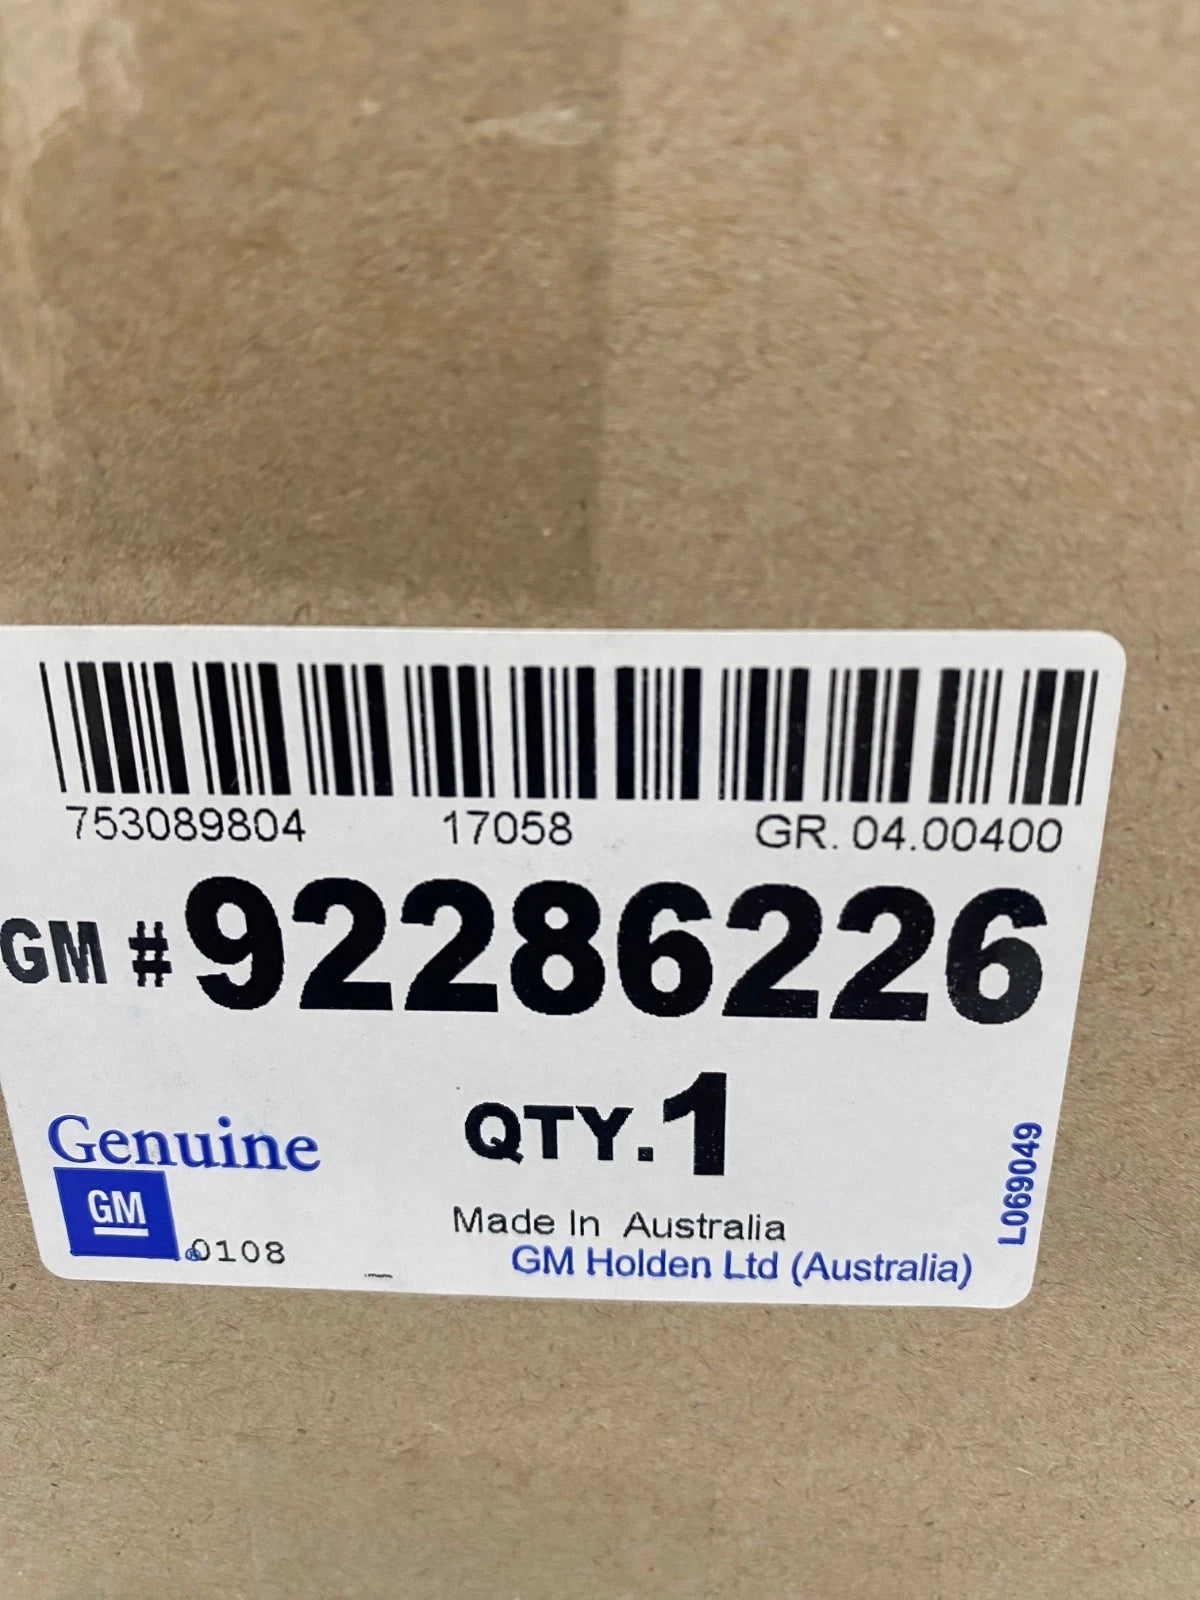 753089804 17058 GR. 04.00400
GM # 92286226
QTY. 1
Genuine
GM
® 0108
Made In Australia
GM Holden Ltd (Australia)
L069049